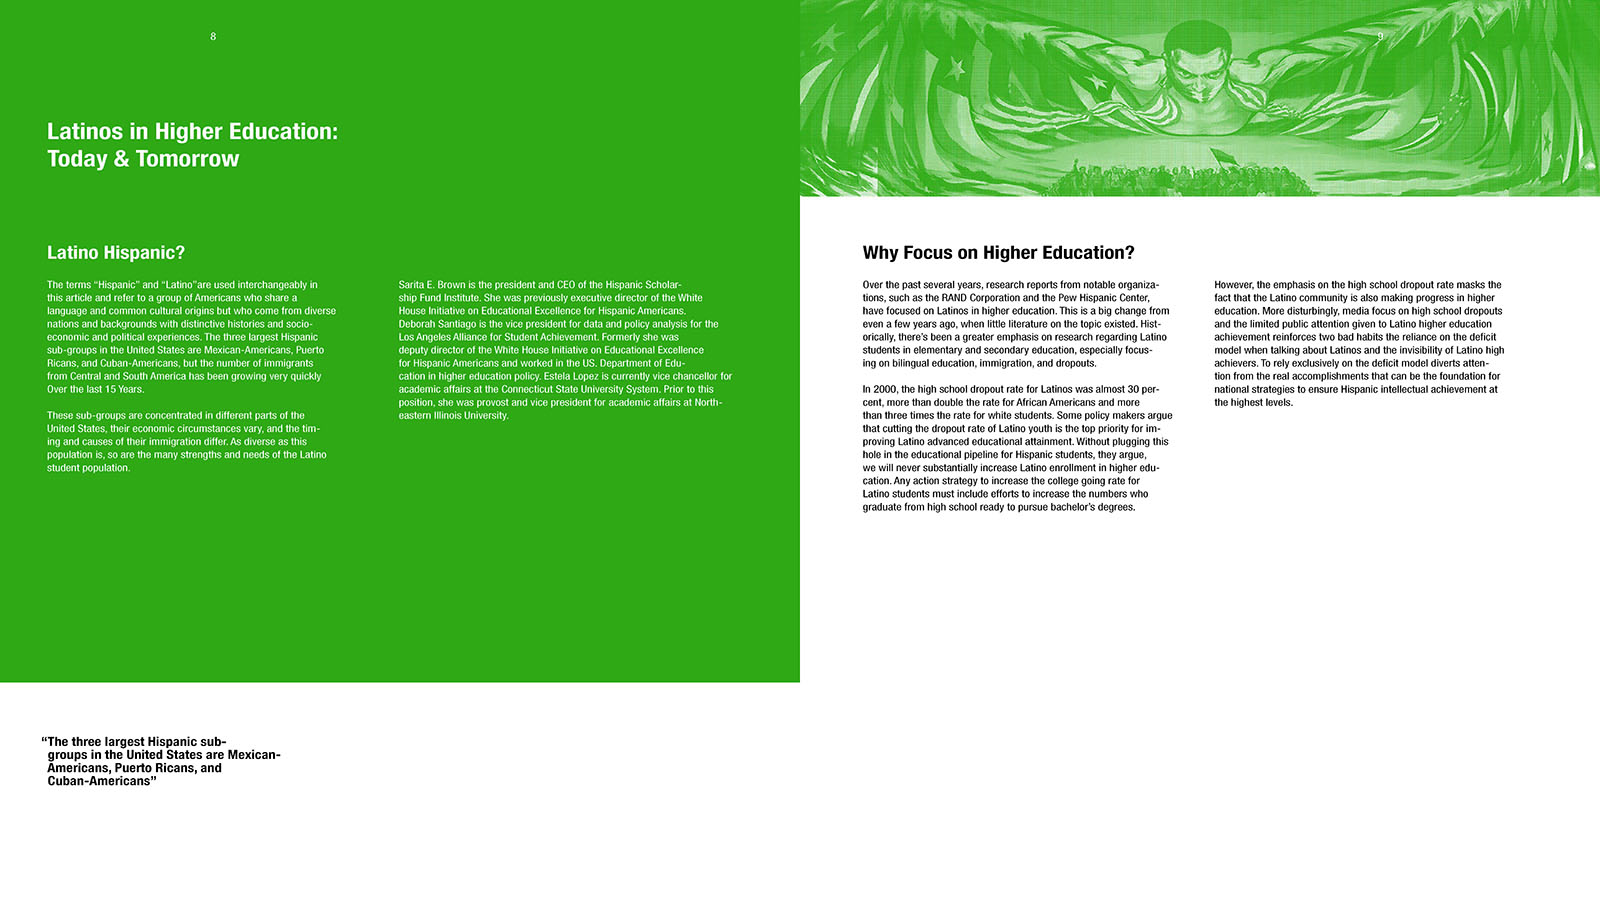 8
Latinos in Higher Education:
Today & Tomorrow
Latino Hispanic?
The terms “Hispanic” and “Latino”are used interchangeably in
this article and refer to a group of Americans who share a
language and common cultural origins but who come from diverse
nations and backgrounds with distinctive histories and socio-
economic and political experiences. The three largest Hispanic
sub-groups in the United States are Mexican-Americans, Puerto
Ricans, and Cuban-Americans, but the number of immigrants
from Central and South America has been growing very quickly
Over the last 15 Years.
These sub-groups are concentrated in different parts of the
United States, their economic circumstances vary, and the tim-
ing and causes of their immigration differ. As diverse as this
population is, so are the many strengths and needs of the Latino
student population.
Sarita E. Brown is the president and CEO of the Hispanic Scholar-
ship Fund Institute. She was previously executive director of the White
House Initiative on Educational Excellence for Hispanic Americans.
Deborah Santiago is the vice president for data and policy analysis for the
Los Angeles Alliance for Student Achievement. Formerly she was
deputy director of the White House Initiative on Educational Excellence
for Hispanic Americans and worked in the US. Department of Edu-
cation in higher education policy. Estela Lopez is currently vice chancellor for
academic affairs at the Connecticut State University System. Prior to this
position, she was provost and vice president for academic affairs at North-
eastern Illinois University.
“The three largest Hispanic sub-
groups in the United States are Mexican-
Americans, Puerto Ricans, and
Cuban-Americans”
9
Why Focus on Higher Education?
Over the past several years, research reports from notable organiza-
tions, such as the RAND Corporation and the Pew Hispanic Center,
have focused on Latinos in higher education. This is a big change from
even a few years ago, when little literature on the topic existed. Hist-
orically, there’s been a greater emphasis on research regarding Latino
students in elementary and secondary education, especially focus-
ing on bilingual education, immigration, and dropouts.
In 2000, the high school dropout rate for Latinos was almost 30 per-
cent, more than double the rate for African Americans and more
than three times the rate for white students. Some policy makers argue
that cutting the dropout rate of Latino youth is the top priority for im-
proving Latino advanced educational attainment. Without plugging this
hole in the educational pipeline for Hispanic students, they argue,
we will never substantially increase Latino enrollment in higher edu-
cation. Any action strategy to increase the college going rate for
Latino students must include efforts to increase the numbers who
graduate from high school ready to pursue bachelor’s degrees.
However, the emphasis on the high school dropout rate masks the
fact that the Latino community is also making progress in higher
education. More disturbingly, media focus on high school dropouts
and the limited public attention given to Latino higher education
achievement reinforces two bad habits the reliance on the deficit
model when talking about Latinos and the invisibility of Latino high
achievers. To rely exclusively on the deficit model diverts atten-
tion from the real accomplishments that can be the foundation for
national strategies to ensure Hispanic intellectual achievement at
the highest levels.